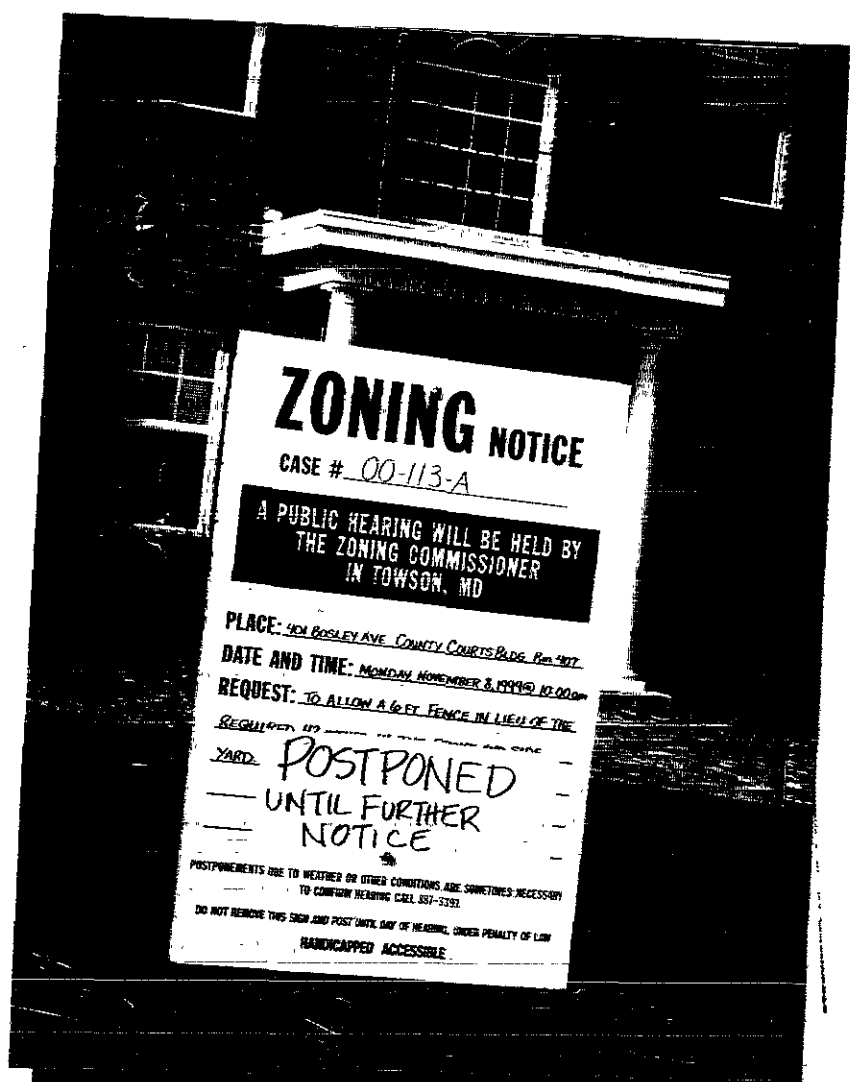 ZONING NOTICE
CASE # 00-113-A
A PUBLIC HEARING WILL BE HELD BY
THE ZONING COMMISSIONER
IN TOWSON, MD
PLACE: 401 BOSLEY AVE COUNTY COURTS BLDG Rm 407
DATE AND TIME: MONDAY, NOVEMBER 8, 1999 @ 10:00 am
REQUEST: TO ALLOW A 6 FT. FENCE IN LIEU OF THE
REQUIRED
YARD.
POSTPONED
UNTIL FURTHER
NOTICE
POSTPONEMENTS DUE TO WEATHER OR OTHER CONDITIONS ARE SOMETIMES NECESSARY
TO CONFIRM HEARING CALL 887-3391
DO NOT REMOVE THIS SIGN AND POST UNTIL DAY OF HEARING, UNDER PENALTY OF LAW
HANDICAPPED ACCESSIBLE